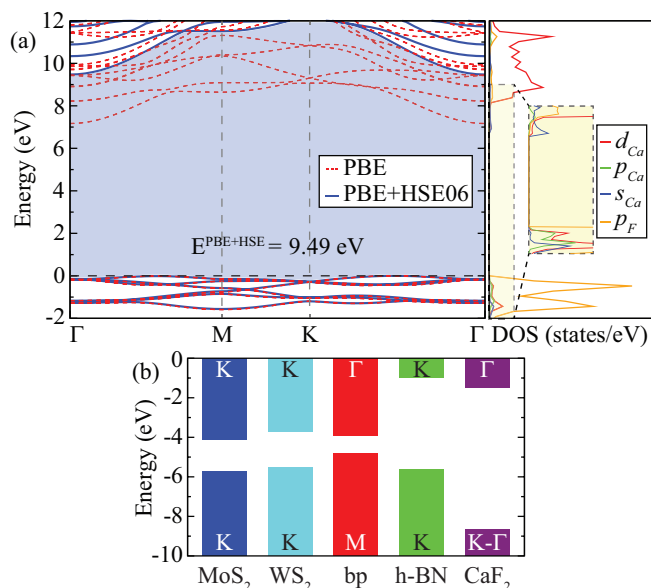 (a)
12
10
8
6
4
2
0
-2
Energy (eV)
PBE
PBE+HSE06
E^PBE+HSE = 9.49 eV
Γ M K Γ
DOS (states/eV)
d_Ca
p_Ca
s_Ca
p_F
(b)
0
-2
-4
-6
-8
-10
Energy (eV)
K K Γ K Γ
K K M K K-Γ
MoS₂ WS₂ bp h-BN CaF₂